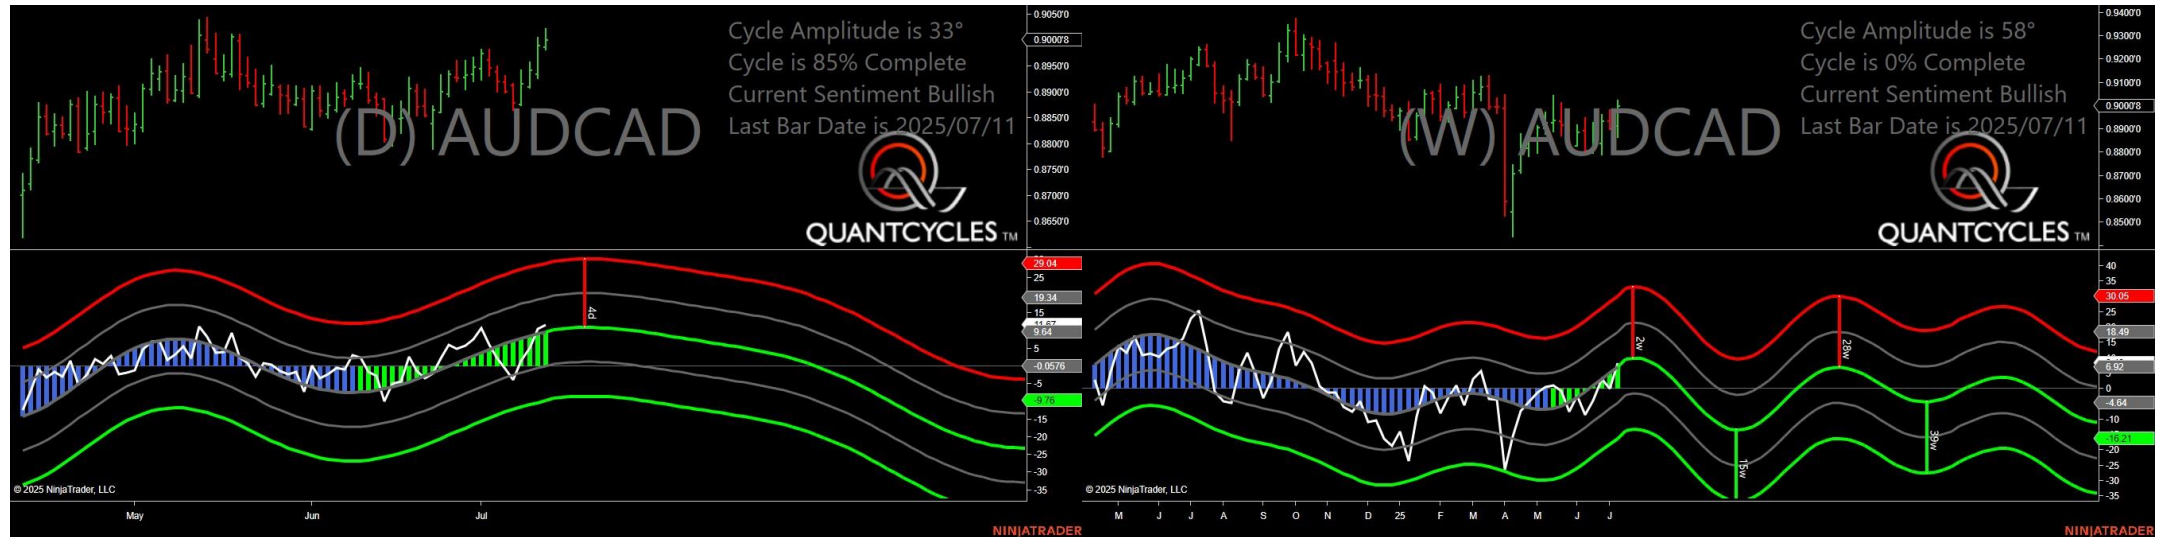 Cycle Amplitude is 33°
Cycle is 85% Complete
Current Sentiment Bullish
Last Bar Date is 2025/07/11
(D) AUDCAD
QUANTCYCLES TM
0.9050'0
0.9000'8
0.8950'0
0.8900'0
0.8850'0
0.8800'0
0.8750'0
0.8700'0
0.8650'0
29.04
25
19.34
15
11.67
9.64
5
-0.0576
-5
-9.76
-15
-20
-25
-30
-35
4d
© 2025 NinjaTrader, LLC
May
Jun
Jul
NINJATRADER
Cycle Amplitude is 58°
Cycle is 0% Complete
Current Sentiment Bullish
Last Bar Date is 2025/07/11
(W) AUDCAD
QUANTCYCLES TM
0.9400'0
0.9300'0
0.9200'0
0.9100'0
0.9000'8
0.8900'0
0.8800'0
0.8700'0
0.8600'0
0.8500'0
40
35
30.05
25
18.49
15
6.92
0
-4.64
-10
-16.21
-20
-25
-30
-35
2w
15w
28w
39w
© 2025 NinjaTrader, LLC
M
J
J
A
S
O
N
D
25
F
M
A
M
J
J
NINJATRADER